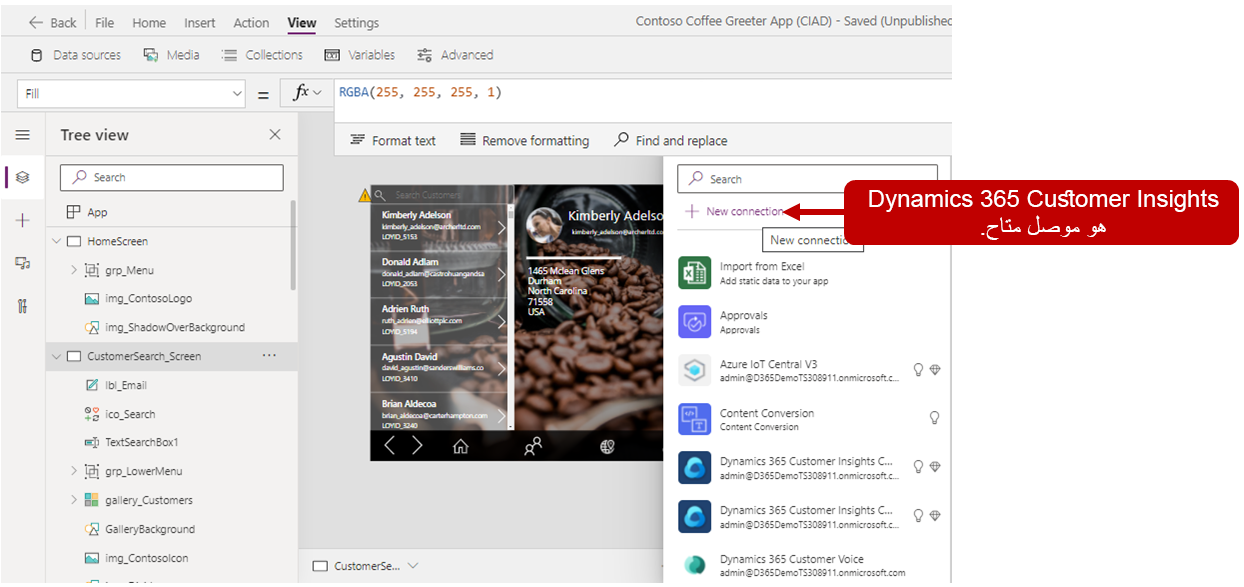 Back File Home Insert Action View Settings Contoso Coffee Greeter App (CIAD) - Saved (Unpublished
Data sources Media Collections Variables Advanced
Fill = fx RGBA(255, 255, 255, 1)
Format text Remove formatting Find and replace
Tree view
Search
App
HomeScreen
grp_Menu
img_ContosoLogo
img_ShadowOverBackground
CustomerSearch_Screen
lbl_Email
ico_Search
TextSearchBox1
grp_LowerMenu
gallery_Customers
GalleryBackground
img_ContosoIcon
Search Customers
Kimberly Adelson
kimberly_adelson@archerltd.com
LOYID_5153
Donald Adlam
donald_adlam@castrohuangandsa
LOYID_2053
Adrien Ruth
ruth_adrien@elliottplc.com
LOYID_5194
Agustin David
david_agustin@sanderswilliams.co
LOYID_3410
Brian Aldecoa
brian_aldecoa@carterhampton.com
LOYID_3240
Kimberly Adelso
kimberly_adelson@archerltd.co
1465 Mclean Glens
Durham
North Carolina
71558
USA
CustomerSe...
Search
New connection
New connectio
Import from Excel
Add static data to your app
Approvals
Approvals
Azure IoT Central V3
admin@D365DemoTS308911.onmicrosoft.c...
Content Conversion
Content Conversion
Dynamics 365 Customer Insights C...
admin@D365DemoTS308911.onmicrosoft.c...
Dynamics 365 Customer Insights C...
admin@D365DemoTS308911.onmicrosoft.c...
Dynamics 365 Customer Voice
admin@D365DemoTS308911.onmicrosoft.com
Dynamics 365 Customer Insights
هو موصل متاح.